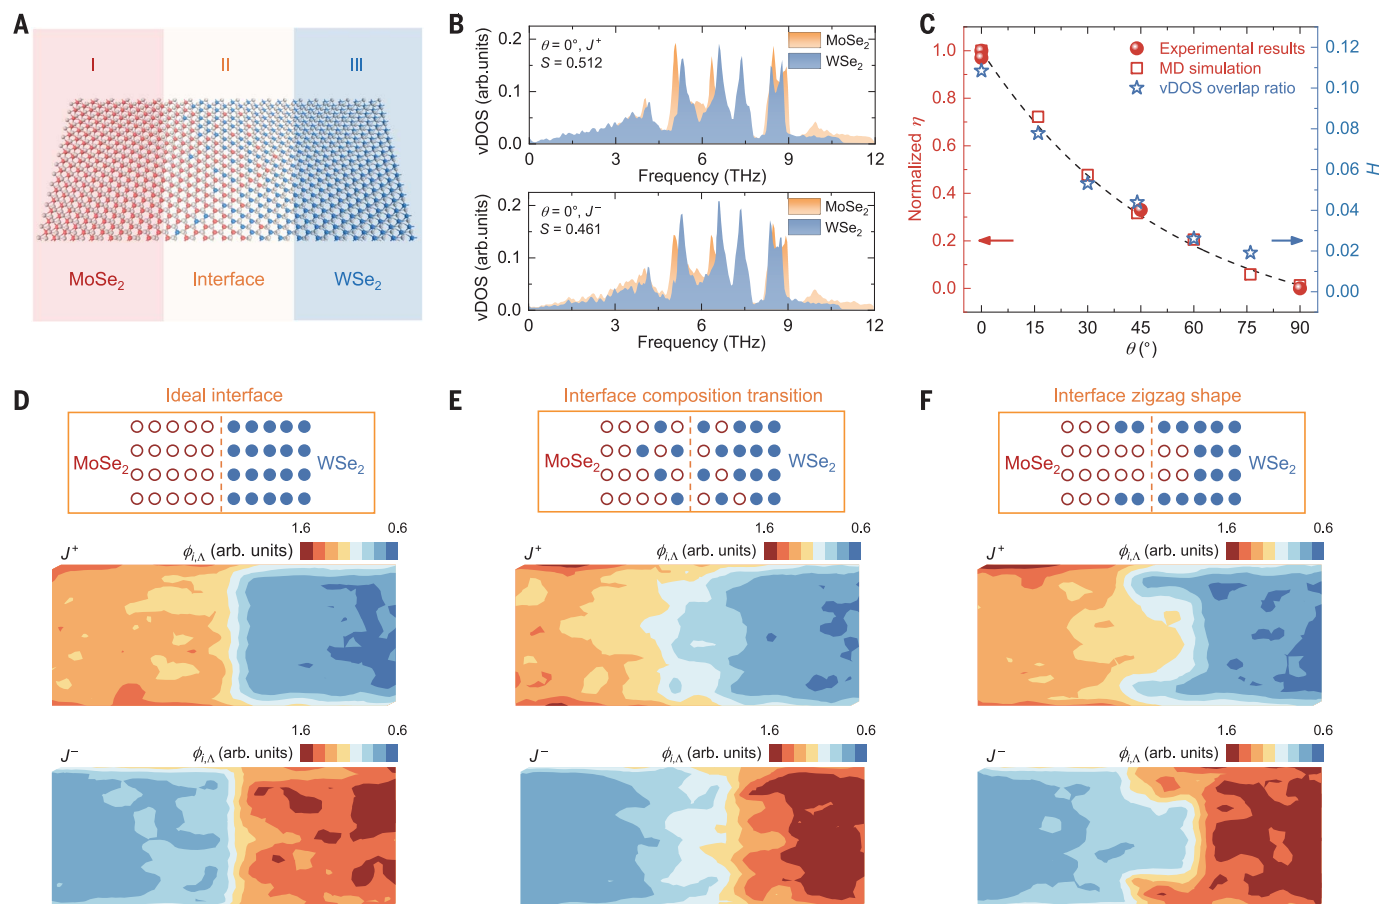 A
I
II
III
MoSe2
Interface
WSe2
B
vDOS (arb.units)
0.2
0.1
0.0
θ = 0°, J+
S = 0.512
MoSe2
WSe2
0
3
6
9
12
Frequency (THz)
vDOS (arb.units)
0.2
0.1
0.0
θ = 0°, J−
S = 0.461
MoSe2
WSe2
0
3
6
9
12
Frequency (THz)
C
Normalized η
1.0
0.8
0.6
0.4
0.2
0.0
Experimental results
MD simulation
vDOS overlap ratio
0.12
0.10
0.08
0.06
0.04
0.02
0.00
H
0
15
30
45
60
75
90
θ (°)
D
Ideal interface
MoSe2
WSe2
1.6
0.6
J+
ϕi,Λ (arb. units)
1.6
0.6
J−
ϕi,Λ (arb. units)
E
Interface composition transition
MoSe2
WSe2
1.6
0.6
J+
ϕi,Λ (arb. units)
1.6
0.6
J−
ϕi,Λ (arb. units)
F
Interface zigzag shape
MoSe2
WSe2
1.6
0.6
J+
ϕi,Λ (arb. units)
1.6
0.6
J−
ϕi,Λ (arb. units)